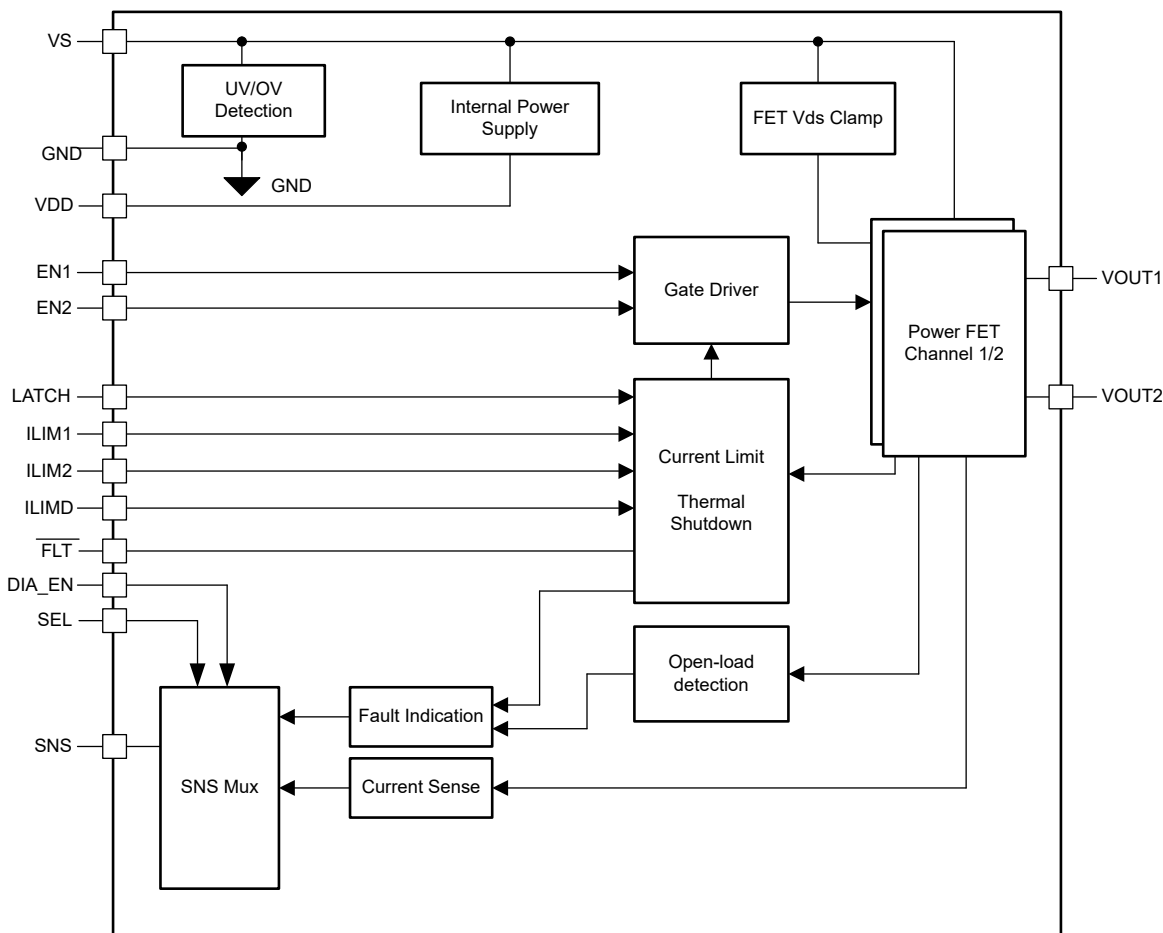 VS
UV/OV
Detection
Internal Power
Supply
FET Vds Clamp
GND
GND
VDD
EN1
EN2
Gate Driver
Power FET
Channel 1/2
VOUT1
VOUT2
LATCH
ILIM1
ILIM2
ILIMD
FLT
Current Limit
Thermal
Shutdown
DIA_EN
SEL
Open-load
detection
Fault Indication
SNS
SNS Mux
Current Sense